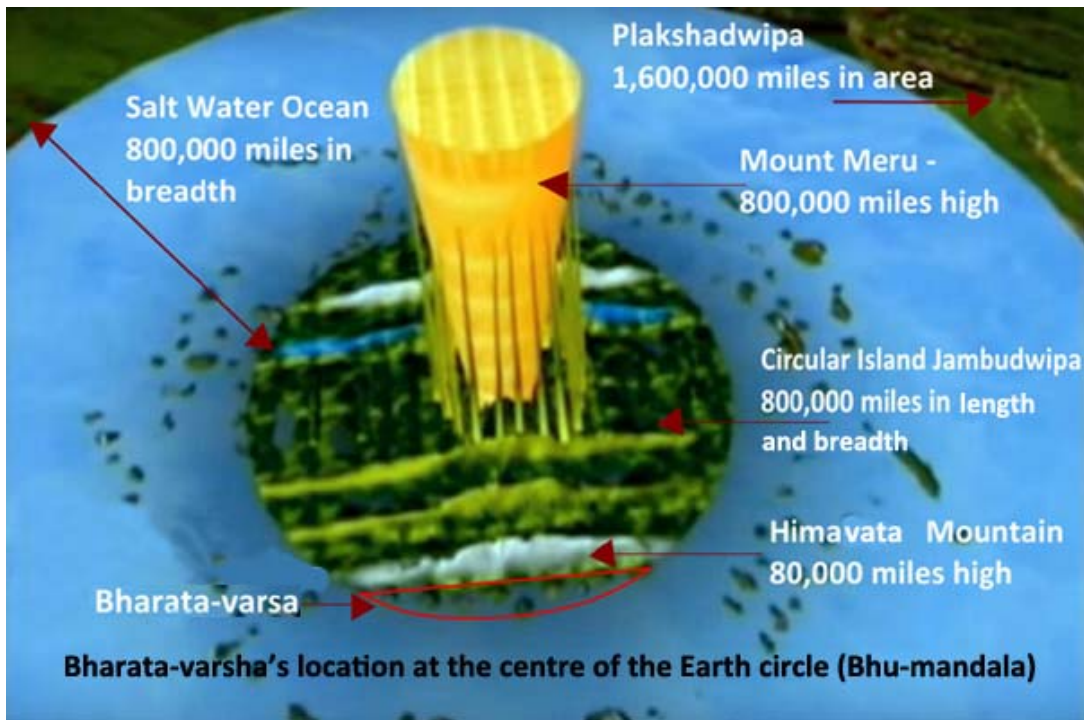 Plakshadwipa
1,600,000 miles in area
Salt Water Ocean
800,000 miles in
breadth
Mount Meru -
800,000 miles high
Circular Island Jambudwipa
800,000 miles in length
and breadth
Himavata Mountain
80,000 miles high
Bharata-varsa
Bharata-varsha's location at the centre of the Earth circle (Bhu-mandala)